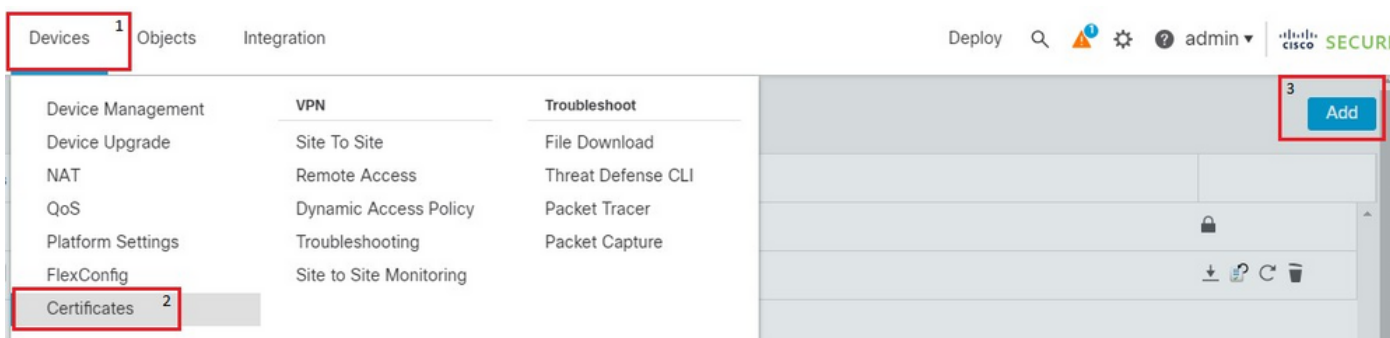 Devices 1 Objects Integration Deploy 1 admin cisco SECUR
3
Add
Device Management
Device Upgrade
NAT
QoS
Platform Settings
FlexConfig
Certificates 2
VPN
Site To Site
Remote Access
Dynamic Access Policy
Troubleshooting
Site to Site Monitoring
Troubleshoot
File Download
Threat Defense CLI
Packet Tracer
Packet Capture